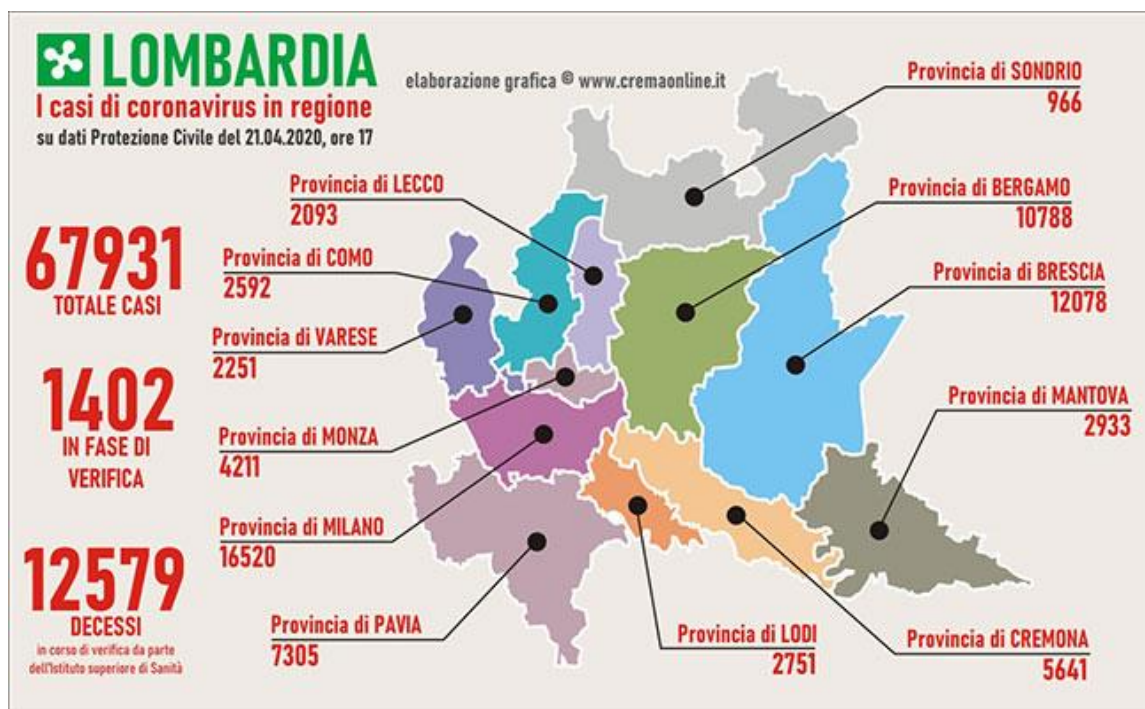 LOMBARDIA
I casi di coronavirus in regione
su dati Protezione Civile del 21.04.2020, ore 17
elaborazione grafica © www.cremaonline.it
67931
TOTALE CASI
1402
IN FASE DI
VERIFICA
12579
DECESSI
in corso di verifica da parte
dell'Istituto superiore di Sanità
Provincia di LECCO
2093
Provincia di COMO
2592
Provincia di VARESE
2251
Provincia di MONZA
4211
Provincia di MILANO
16520
Provincia di PAVIA
7305
Provincia di SONDRIO
966
Provincia di BERGAMO
10788
Provincia di BRESCIA
12078
Provincia di MANTOVA
2933
Provincia di LODI
2751
Provincia di CREMONA
5641